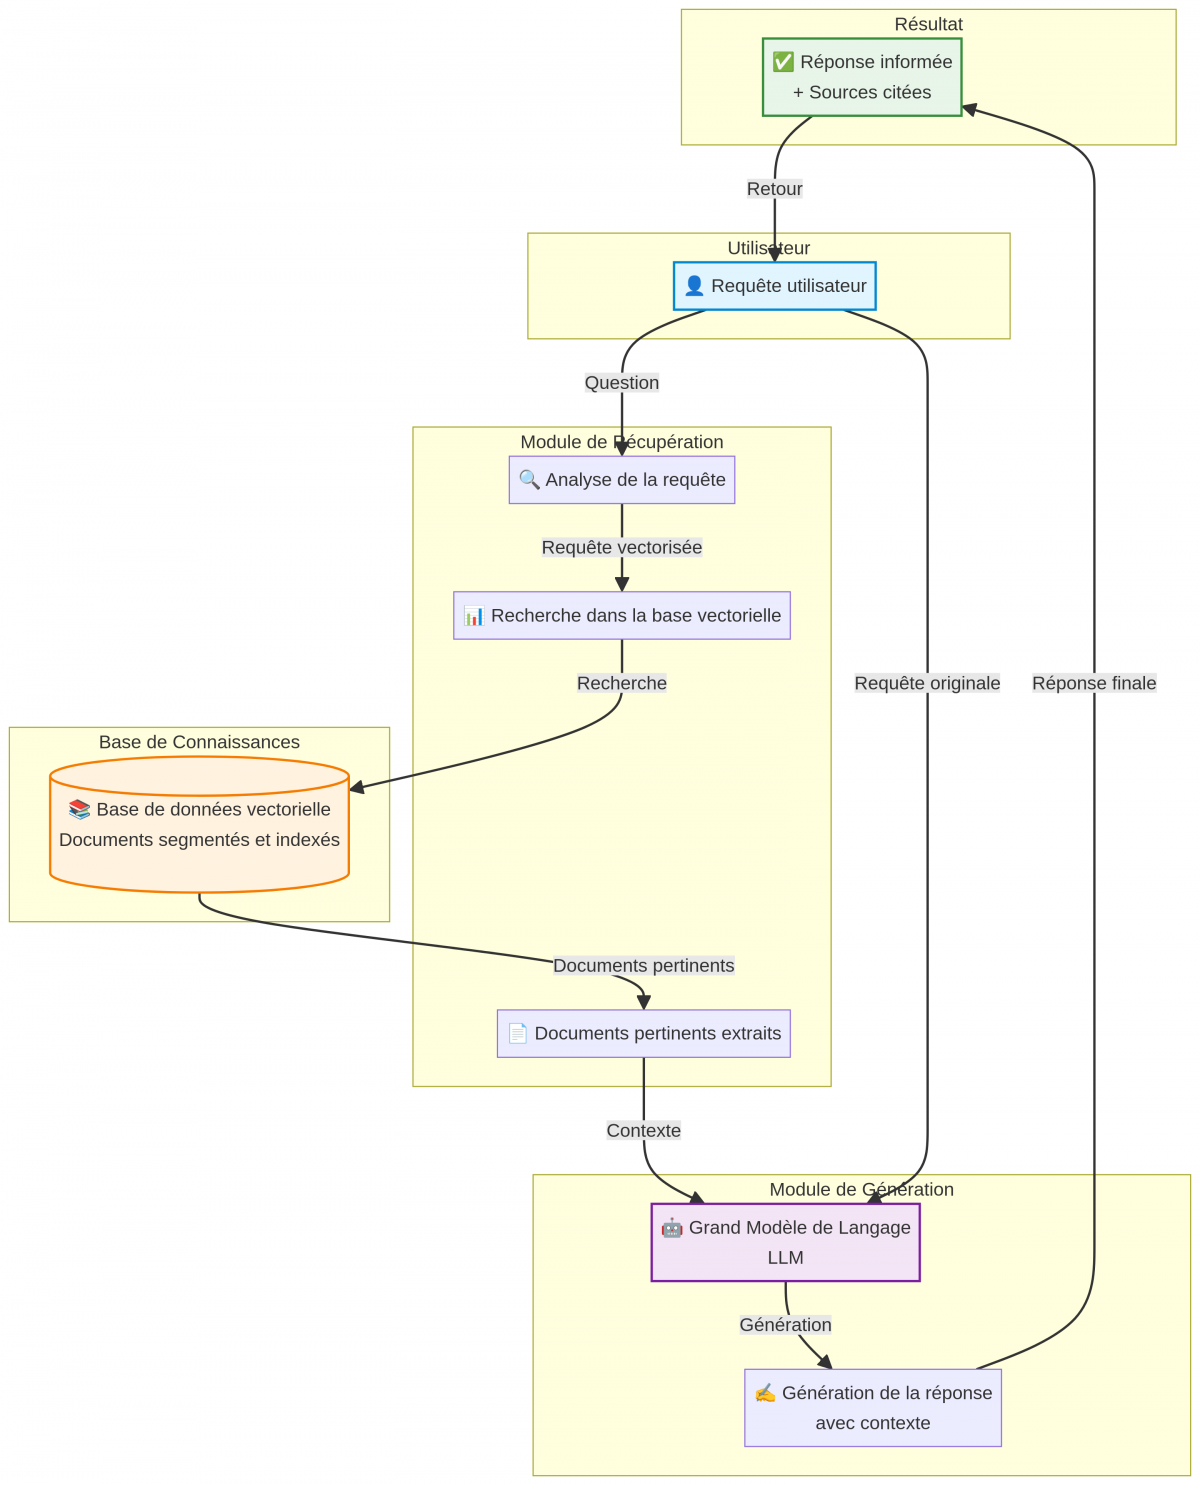 Résultat
✅ Réponse informée
+ Sources citées
Retour
Utilisateur
👤 Requête utilisateur
Question
Module de Récupération
🔍 Analyse de la requête
Requête vectorisée
📊 Recherche dans la base vectorielle
Recherche
Requête originale
Réponse finale
Base de Connaissances
📚 Base de données vectorielle
Documents segmentés et indexés
Documents pertinents
📄 Documents pertinents extraits
Contexte
Module de Génération
🤖 Grand Modèle de Langage
LLM
Génération
✍️ Génération de la réponse
avec contexte